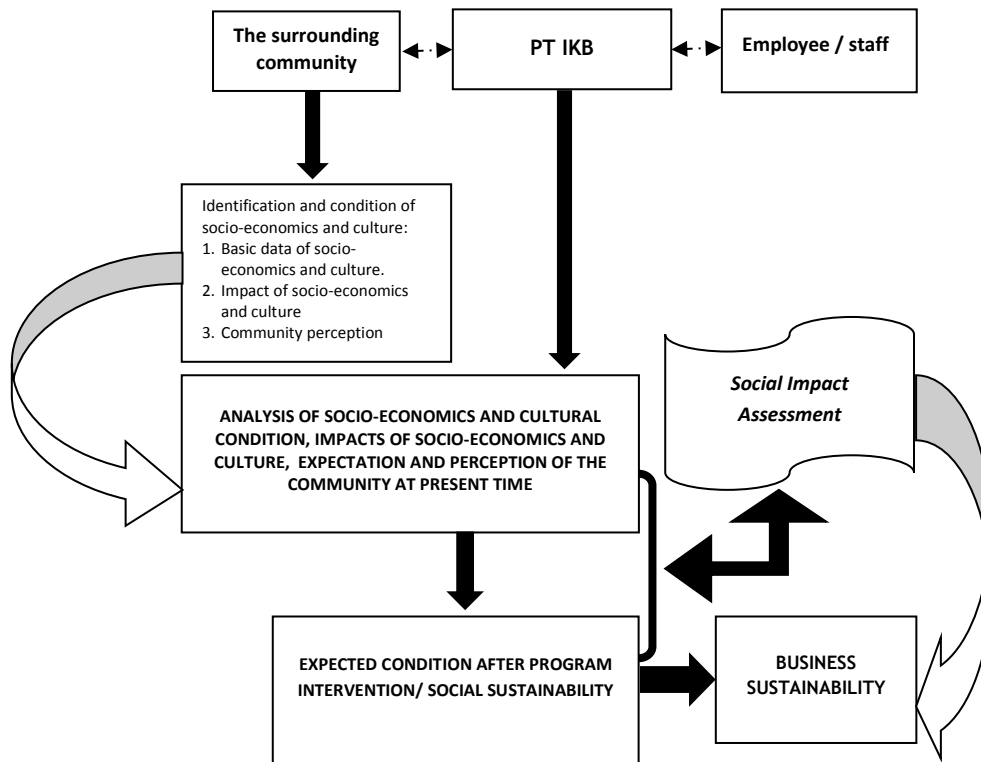 The surrounding
community
PT IKB
Employee / staff
Identification and condition of
socio-economics and culture:
1. Basic data of socio-
economics and culture.
2. Impact of socio-economics
and culture
3. Community perception
Social Impact
Assessment
ANALYSIS OF SOCIO-ECONOMICS AND CULTURAL
CONDITION, IMPACTS OF SOCIO-ECONOMICS AND
CULTURE, EXPECTATION AND PERCEPTION OF THE
COMMUNITY AT PRESENT TIME
EXPECTED CONDITION AFTER PROGRAM
INTERVENTION/ SOCIAL SUSTAINABILITY
BUSINESS
SUSTAINABILITY